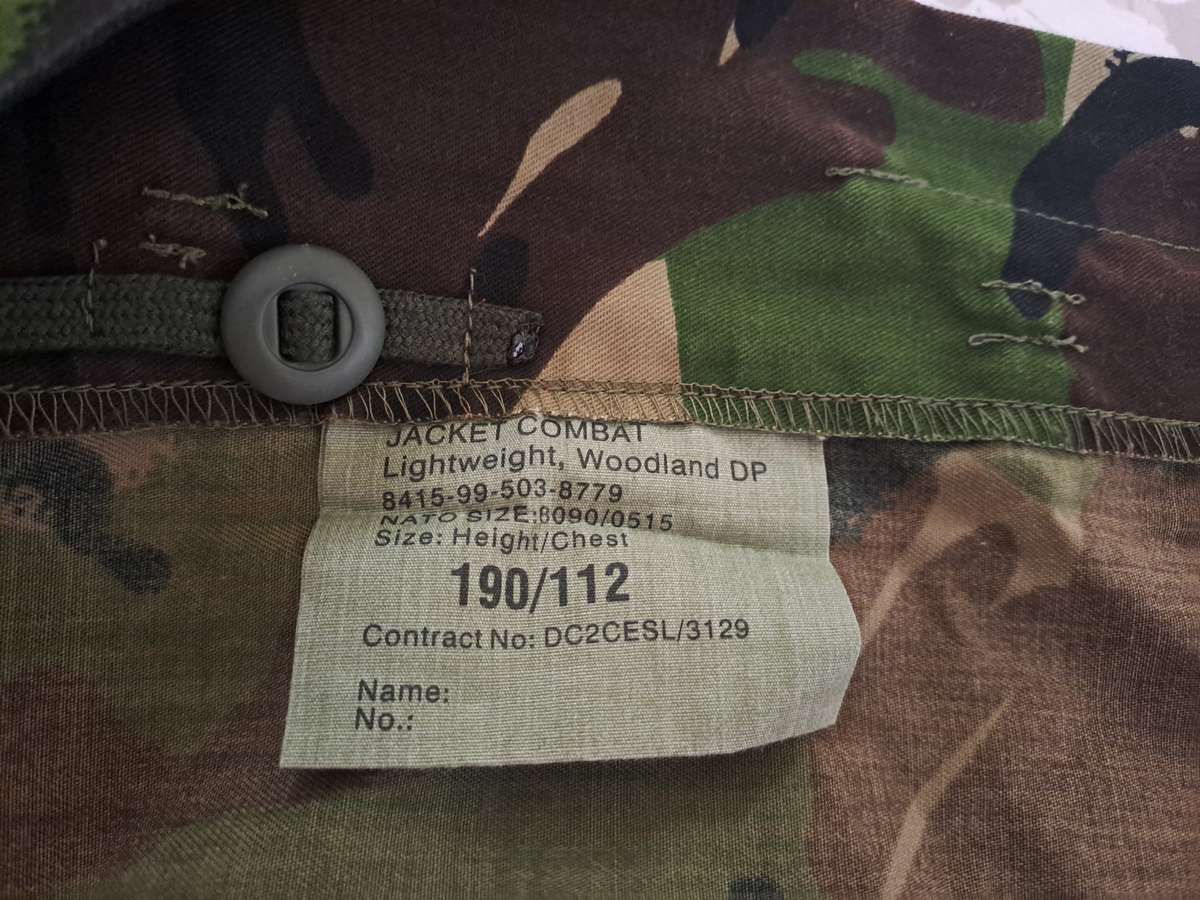 JACKET COMBAT
Lightweight, Woodland DP
8415-99-503-8779
NATO SIZE:8090/0515
Size: Height/Chest
190/112
Contract No: DC2CESL/3129
Name:
No.: